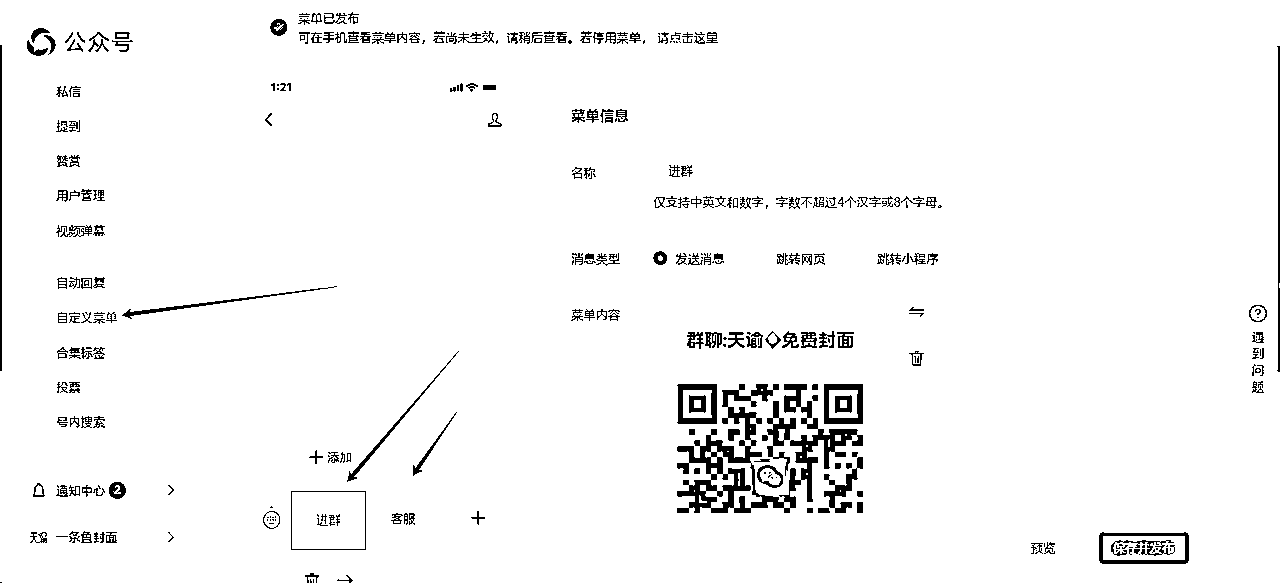 公众号
私信
提到
赞赏
用户管理
视频弹幕
自动回复
自定义菜单
合集标签
投票
号内搜索
通知中心 2
天谕 一条鱼封面
菜单已发布
可在手机查看菜单内容，若尚未生效，请稍后查看。若停用菜单， 请点击这里
1:21
+ 添加
进群
客服
菜单信息
名称 进群
仅支持中英文和数字，字数不超过4个汉字或8个字母。
消息类型 发送消息 跳转网页 跳转小程序
菜单内容
群聊:天谕◇免费封面
预览
保存并发布
遇到问题